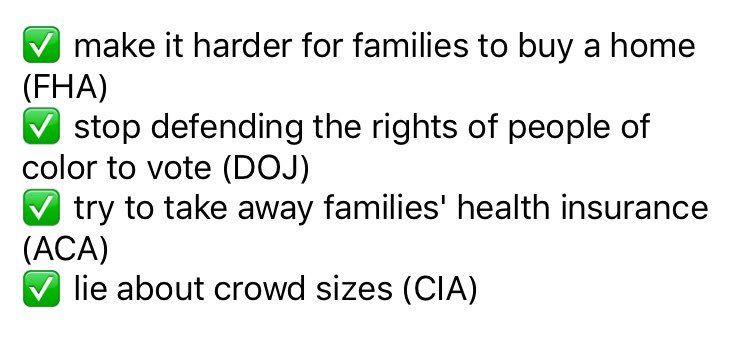 ✅ make it harder for families to buy a home
(FHA)
✅ stop defending the rights of people of
color to vote (DOJ)
✅ try to take away families' health insurance
(ACA)
✅ lie about crowd sizes (CIA)